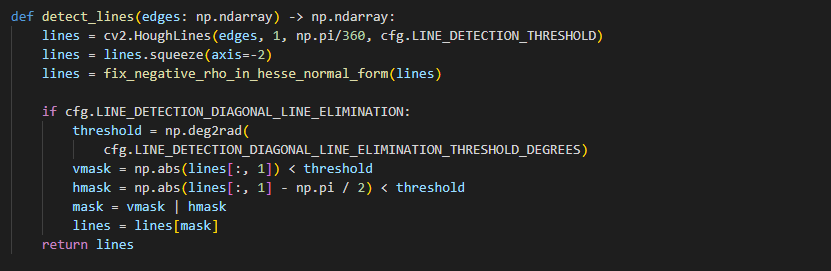 def detect_lines(edges: np.ndarray) -> np.ndarray:
    lines = cv2.HoughLines(edges, 1, np.pi/360, cfg.LINE_DETECTION_THRESHOLD)
    lines = lines.squeeze(axis=-2)
    lines = fix_negative_rho_in_hesse_normal_form(lines)

    if cfg.LINE_DETECTION_DIAGONAL_LINE_ELIMINATION:
        threshold = np.deg2rad(
            cfg.LINE_DETECTION_DIAGONAL_LINE_ELIMINATION_THRESHOLD_DEGREES)
        vmask = np.abs(lines[:, 1]) < threshold
        hmask = np.abs(lines[:, 1] - np.pi / 2) < threshold
        mask = vmask | hmask
        lines = lines[mask]
    return lines